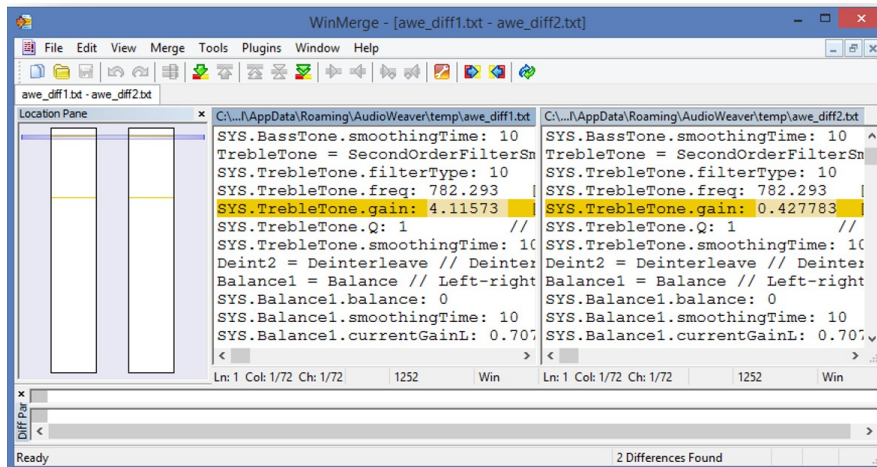 WinMerge - [awe_diff1.txt - awe_diff2.txt]
File Edit View Merge Tools Plugins Window Help
awe_diff1.txt - awe_diff2.txt
Location Pane
C:\...\AppData\Roaming\AudioWeaver\temp\awe_diff1.txt
SYS.BassTone.smoothingTime: 10
TrebleTone = SecondOrderFilterSm
SYS.TrebleTone.filterType: 10
SYS.TrebleTone.freq: 782.293 [
SYS.TrebleTone.gain: 4.11573 [
SYS.TrebleTone.Q: 1 //
SYS.TrebleTone.smoothingTime: 10
Deint2 = Deinterleave // Deinter
Balance1 = Balance // Left-right
SYS.Balance1.balance: 0
SYS.Balance1.smoothingTime: 10
SYS.Balance1.currentGainL: 0.707
Ln: 1 Col: 1/72 Ch: 1/72 1252 Win
C:\...\AppData\Roaming\AudioWeaver\temp\awe_diff2.txt
SYS.BassTone.smoothingTime: 10
TrebleTone = SecondOrderFilterSm
SYS.TrebleTone.filterType: 10
SYS.TrebleTone.freq: 782.293 [
SYS.TrebleTone.gain: 0.427783 [
SYS.TrebleTone.Q: 1 //
SYS.TrebleTone.smoothingTime: 10
Deint2 = Deinterleave // Deinter
Balance1 = Balance // Left-right
SYS.Balance1.balance: 0
SYS.Balance1.smoothingTime: 10
SYS.Balance1.currentGainL: 0.707
Ln: 1 Col: 1/72 Ch: 1/72 1252 Win
Diff Par
Ready 2 Differences Found